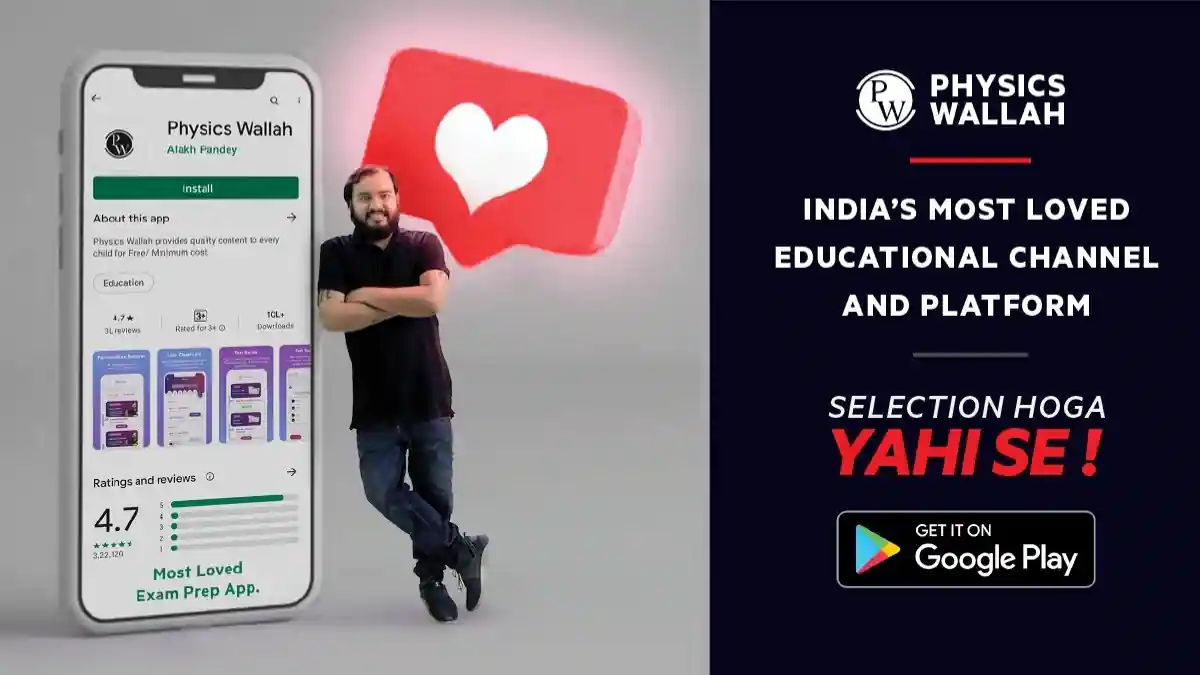 Physics Wallah
Alakh Pandey
Install
About this app
Physics Wallah provides quality content to every
child for Free/ Minimum cost
Education
4.7★
3L reviews
3+
Rated for 3+
10L+
Downloads
Ratings and reviews
4.7
5
4
3
2
1
3,22,120
Most Loved
Exam Prep App.
PW
PHYSICS
WALLAH
INDIA'S MOST LOVED
EDUCATIONAL CHANNEL
AND PLATFORM
SELECTION HOGA
YAHI SE !
GET IT ON
Google Play